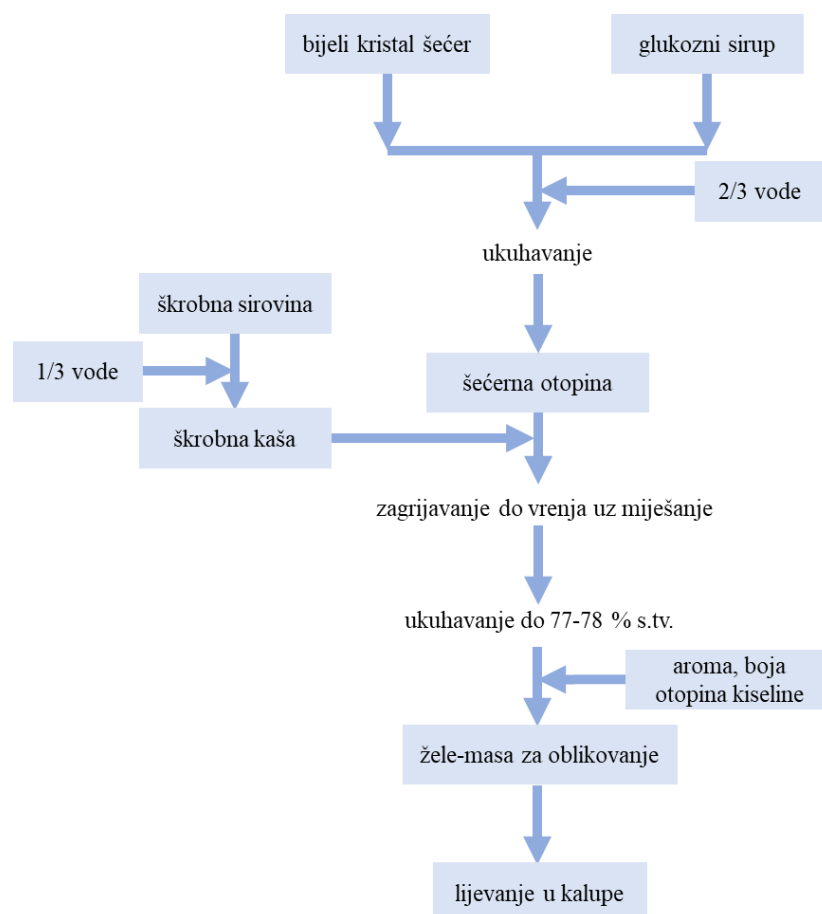 bijeli kristal šećer
glukozni sirup
2/3 vode
ukuhavanje
škrobna sirovina
1/3 vode
šećerna otopina
škrobna kaša
zagrijavanje do vrenja uz miješanje
ukuhavanje do 77-78 % s.tv.
aroma, boja
otopina kiseline
žele-masa za oblikovanje
lijevanje u kalupe